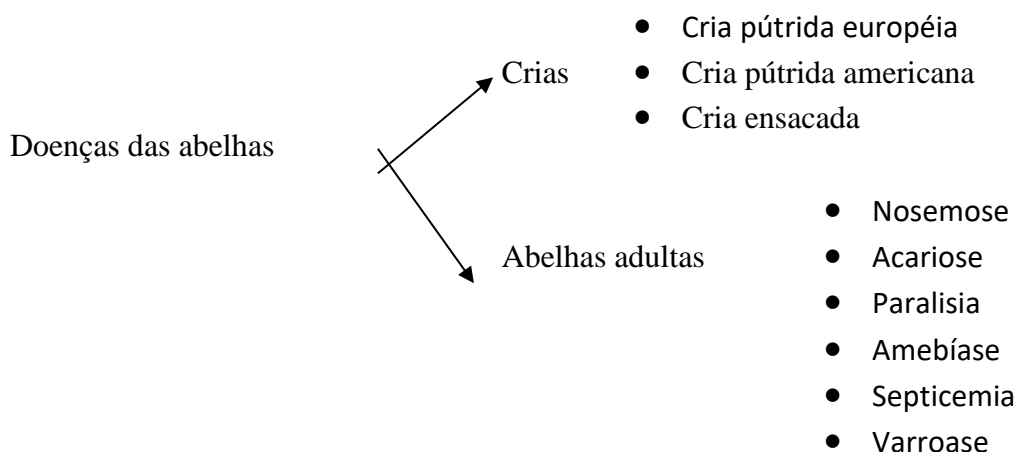 • Cria pútrida européia
Crias • Cria pútrida americana
• Cria ensacada
Doenças das abelhas
• Nosemose
Abelhas adultas • Acariose
• Paralisia
• Amebíase
• Septicemia
• Varroase